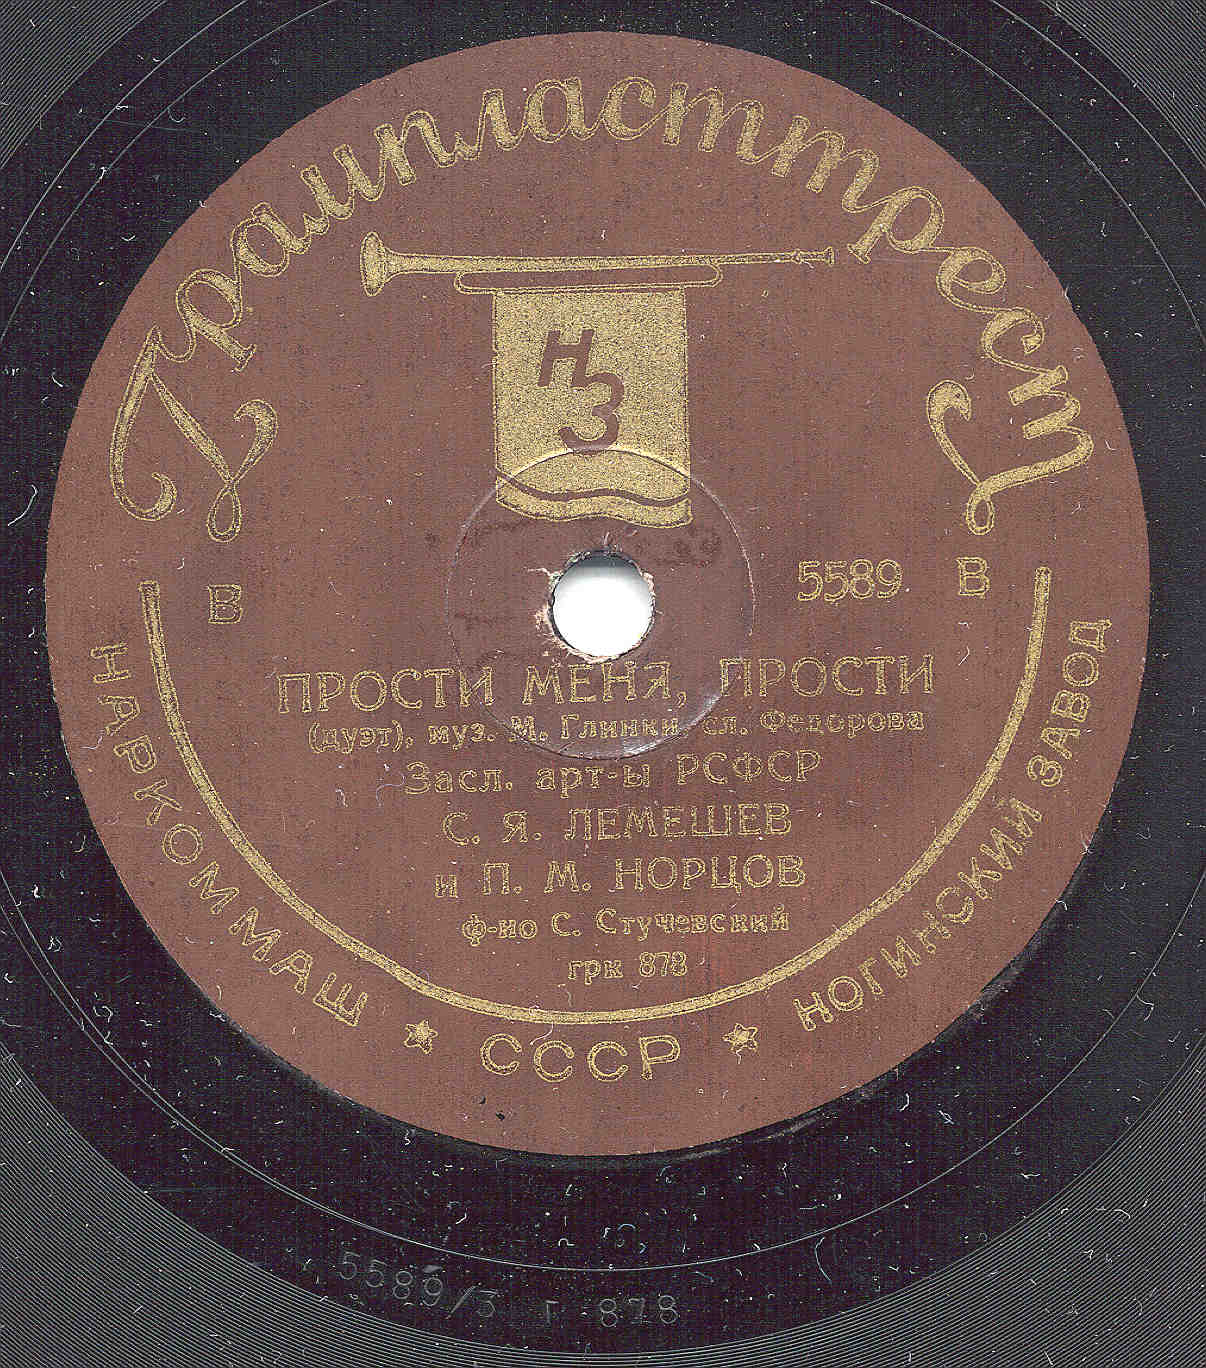 Грампласттрест
НЗ
В
5589
В
ПРОСТИ МЕНЯ, ПРОСТИ
(дуэт), муз. М. Глинки, сл. Федорова
Засл. арт-ы РСФСР
С. Я. ЛЕМЕШЕВ
и П. М. НОРЦОВ
ф-но С. Стучевский
грк 878
НАРКОММАШ ★ СССР ★ НОГИНСКИЙ ЗАВОД
5589/3 Г 878